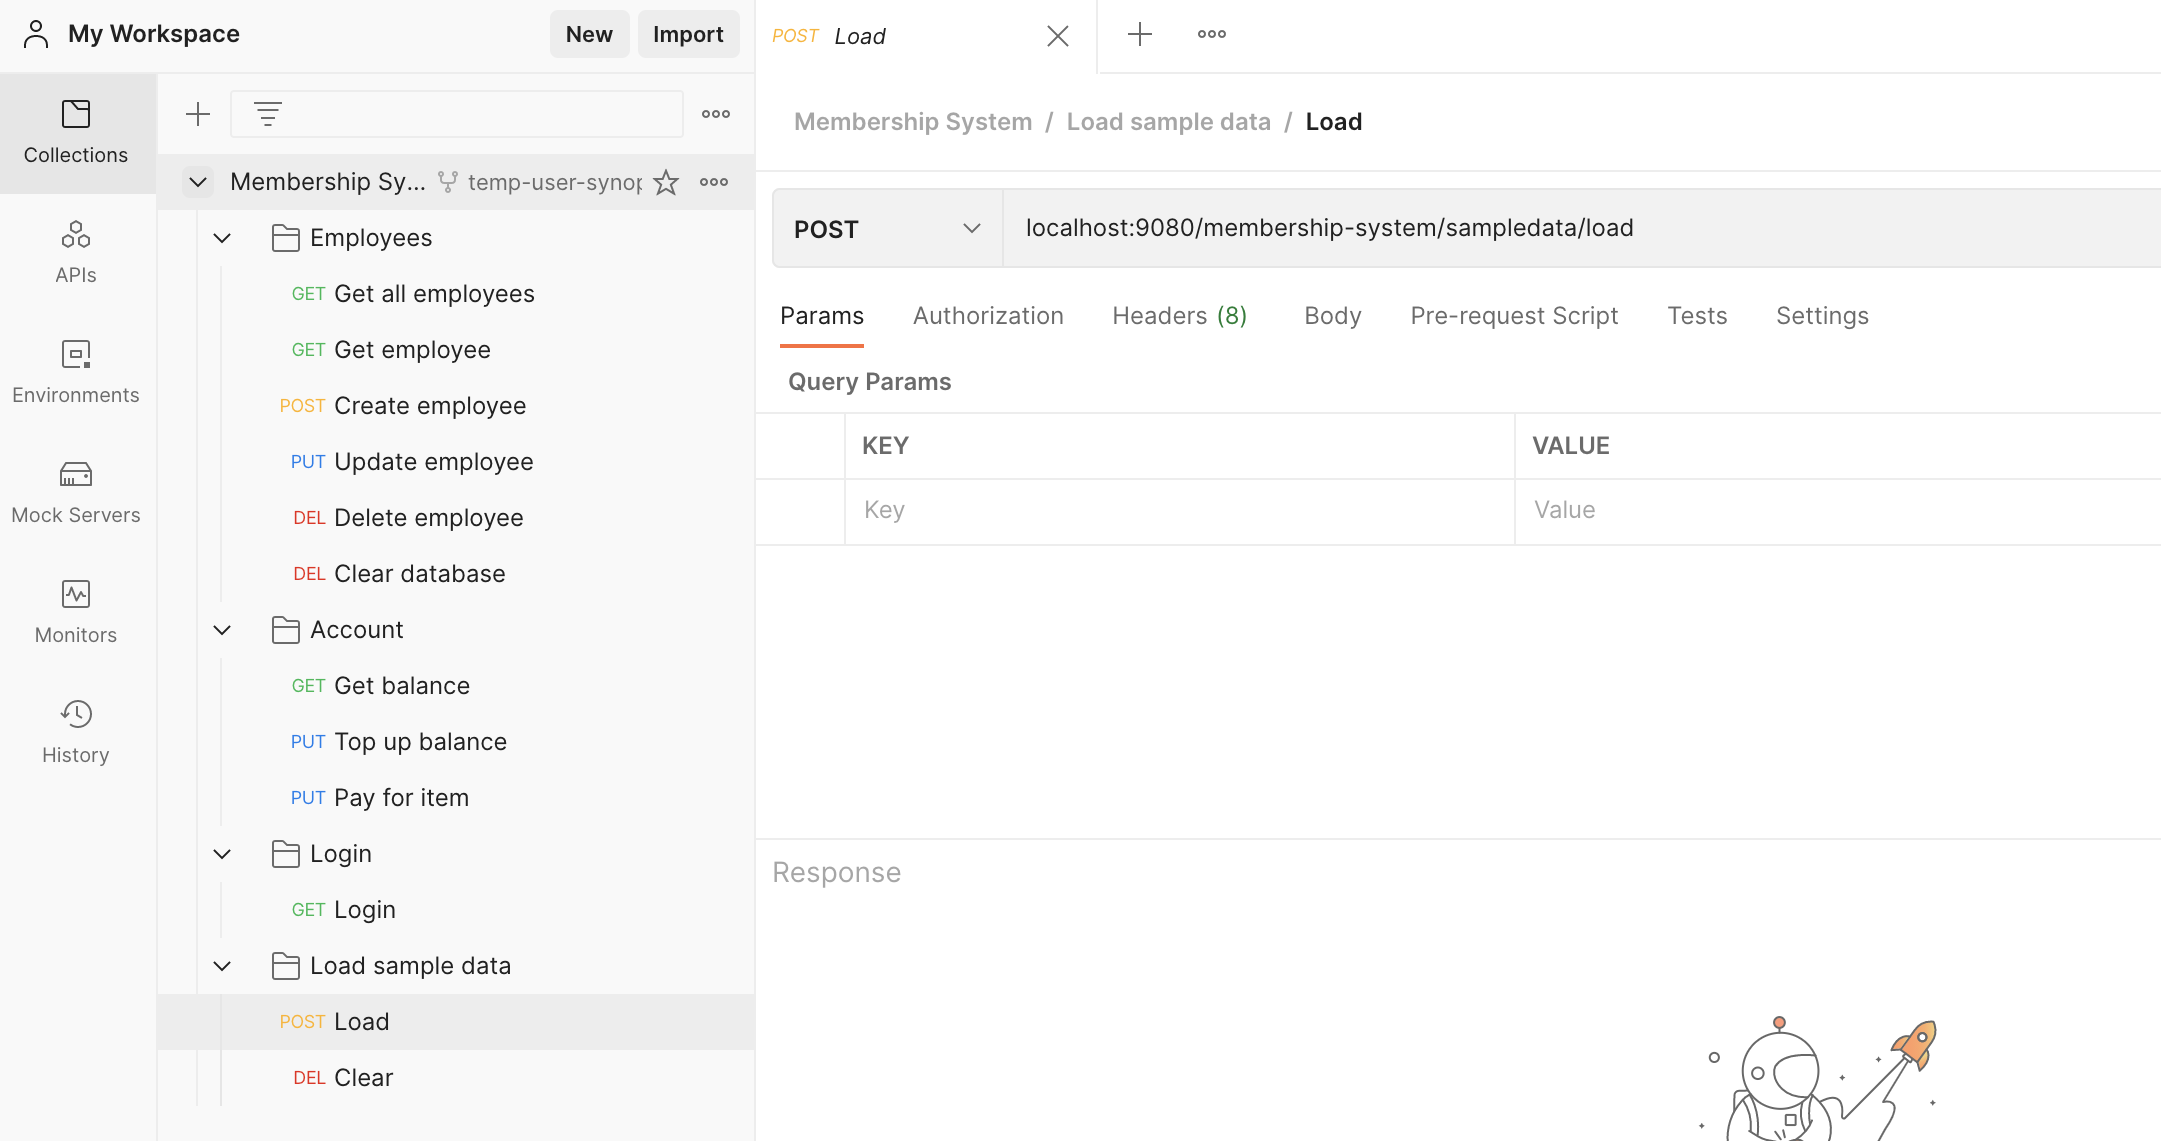 My Workspace
New
Import
Collections
APIs
Environments
Mock Servers
Monitors
History
Membership Sy...
temp-user-synop
Employees
GET Get all employees
GET Get employee
POST Create employee
PUT Update employee
DEL Delete employee
DEL Clear database
Account
GET Get balance
PUT Top up balance
PUT Pay for item
Login
GET Login
Load sample data
POST Load
DEL Clear
POST Load
Membership System / Load sample data / Load
POST
localhost:9080/membership-system/sampledata/load
Params Authorization Headers (8) Body Pre-request Script Tests Settings
Query Params
KEY VALUE
Key Value
Response